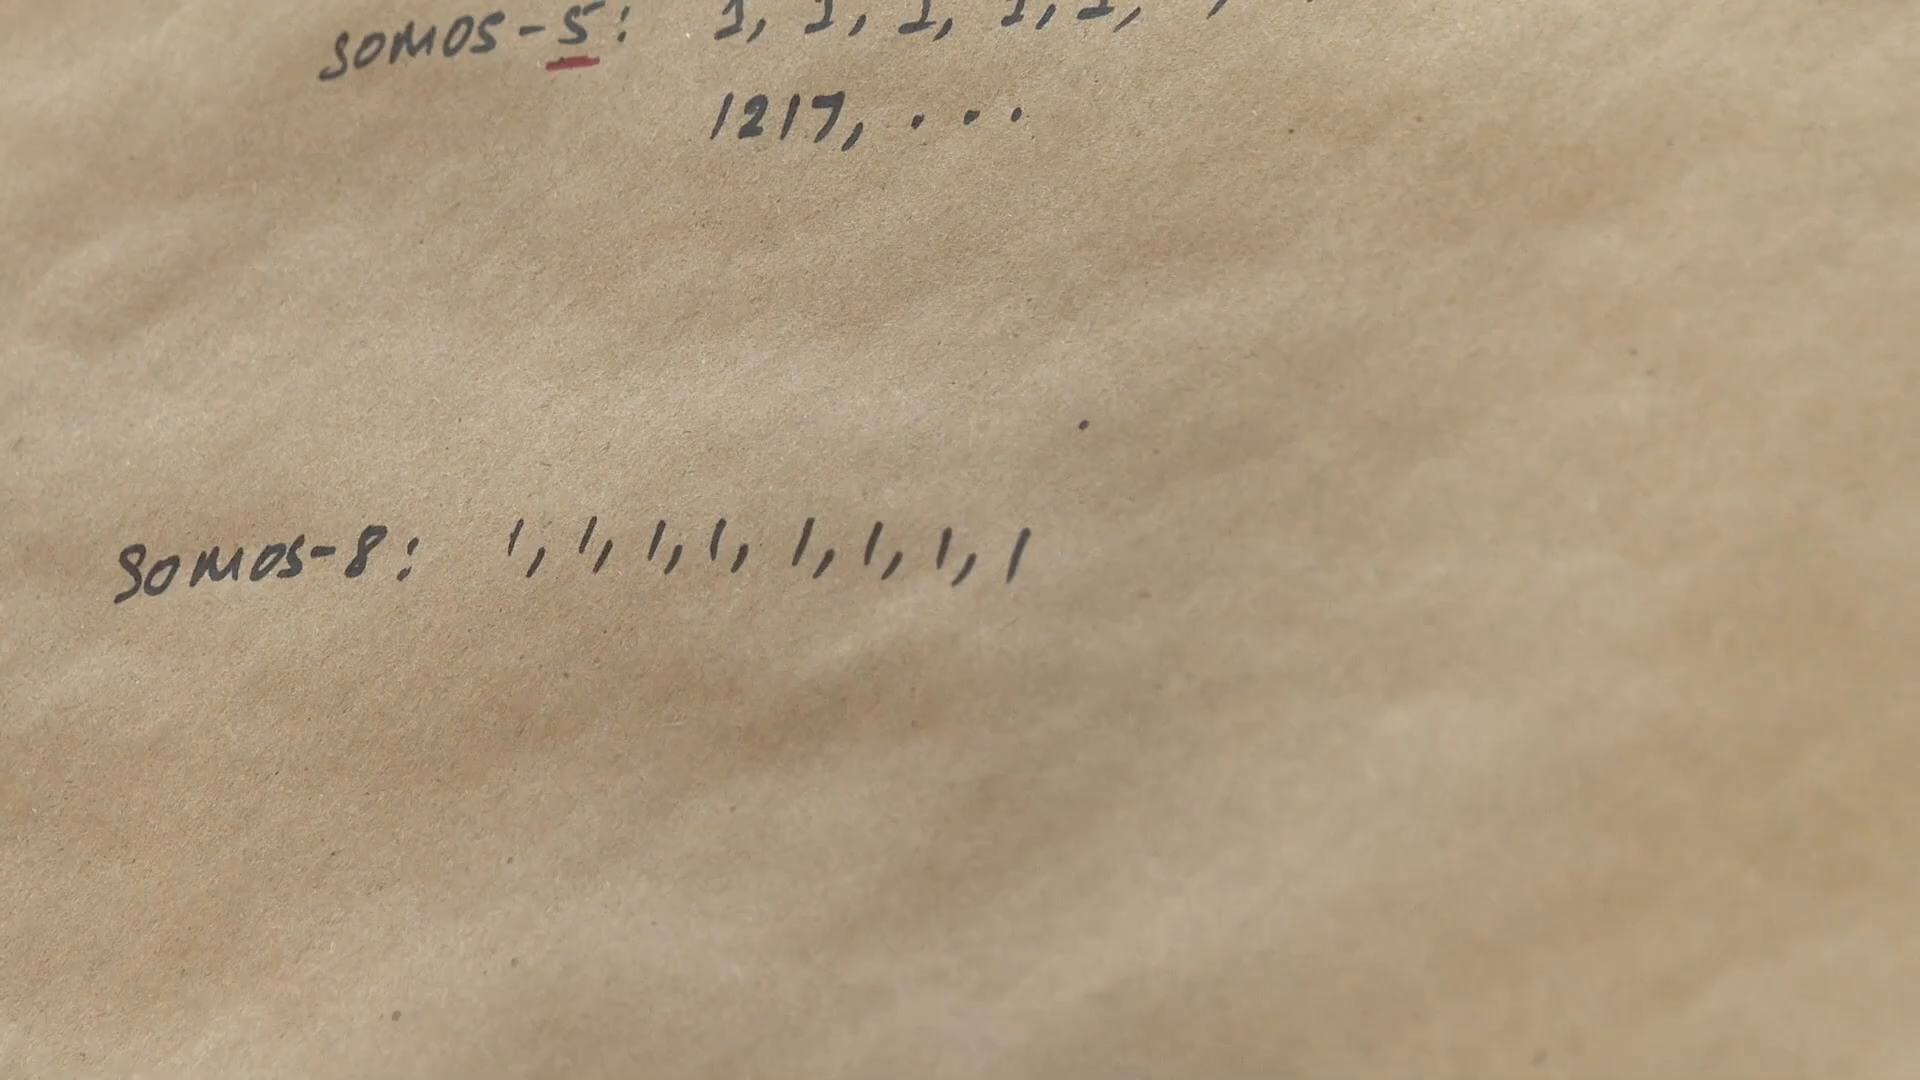 SOMOS-5: 1, 1, 1, 1, 1,
1217, ...
SOMOS-8: 1, 1, 1, 1, 1, 1, 1, 1